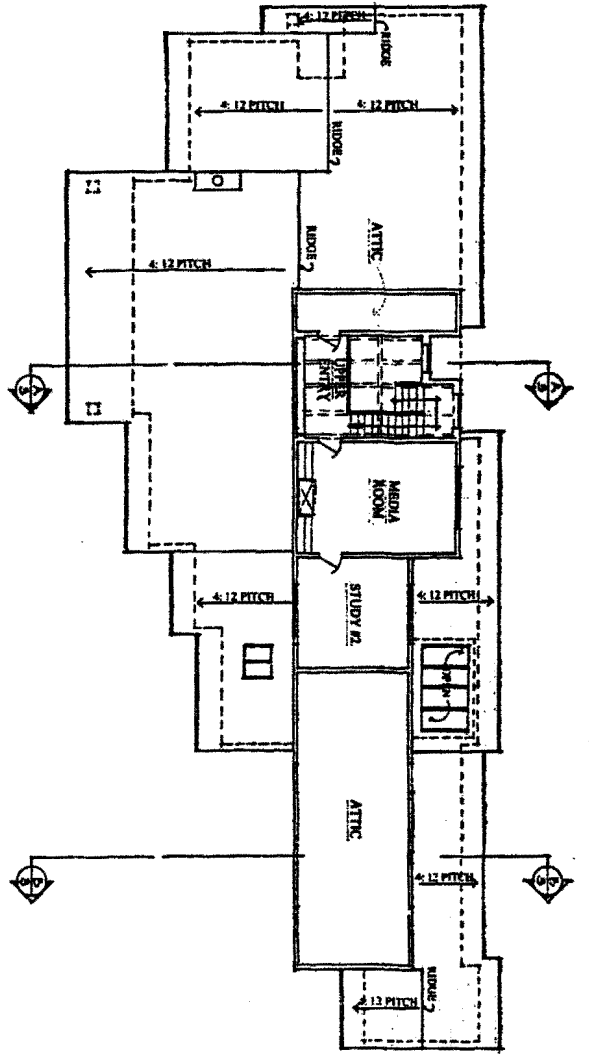 4: 12 PITCH
RIDGE
4: 12 PITCH
4: 12 PITCH
RIDGE
ATTIC
RIDGE
4: 12 PITCH
UPPER
ENTRY
A
A
MEDIA
ROOM
STUDY #2
4: 12 PITCH
4: 12 PITCH
OPEN
ATTIC
4: 12 PITCH
RIDGE
4: 12 PITCH